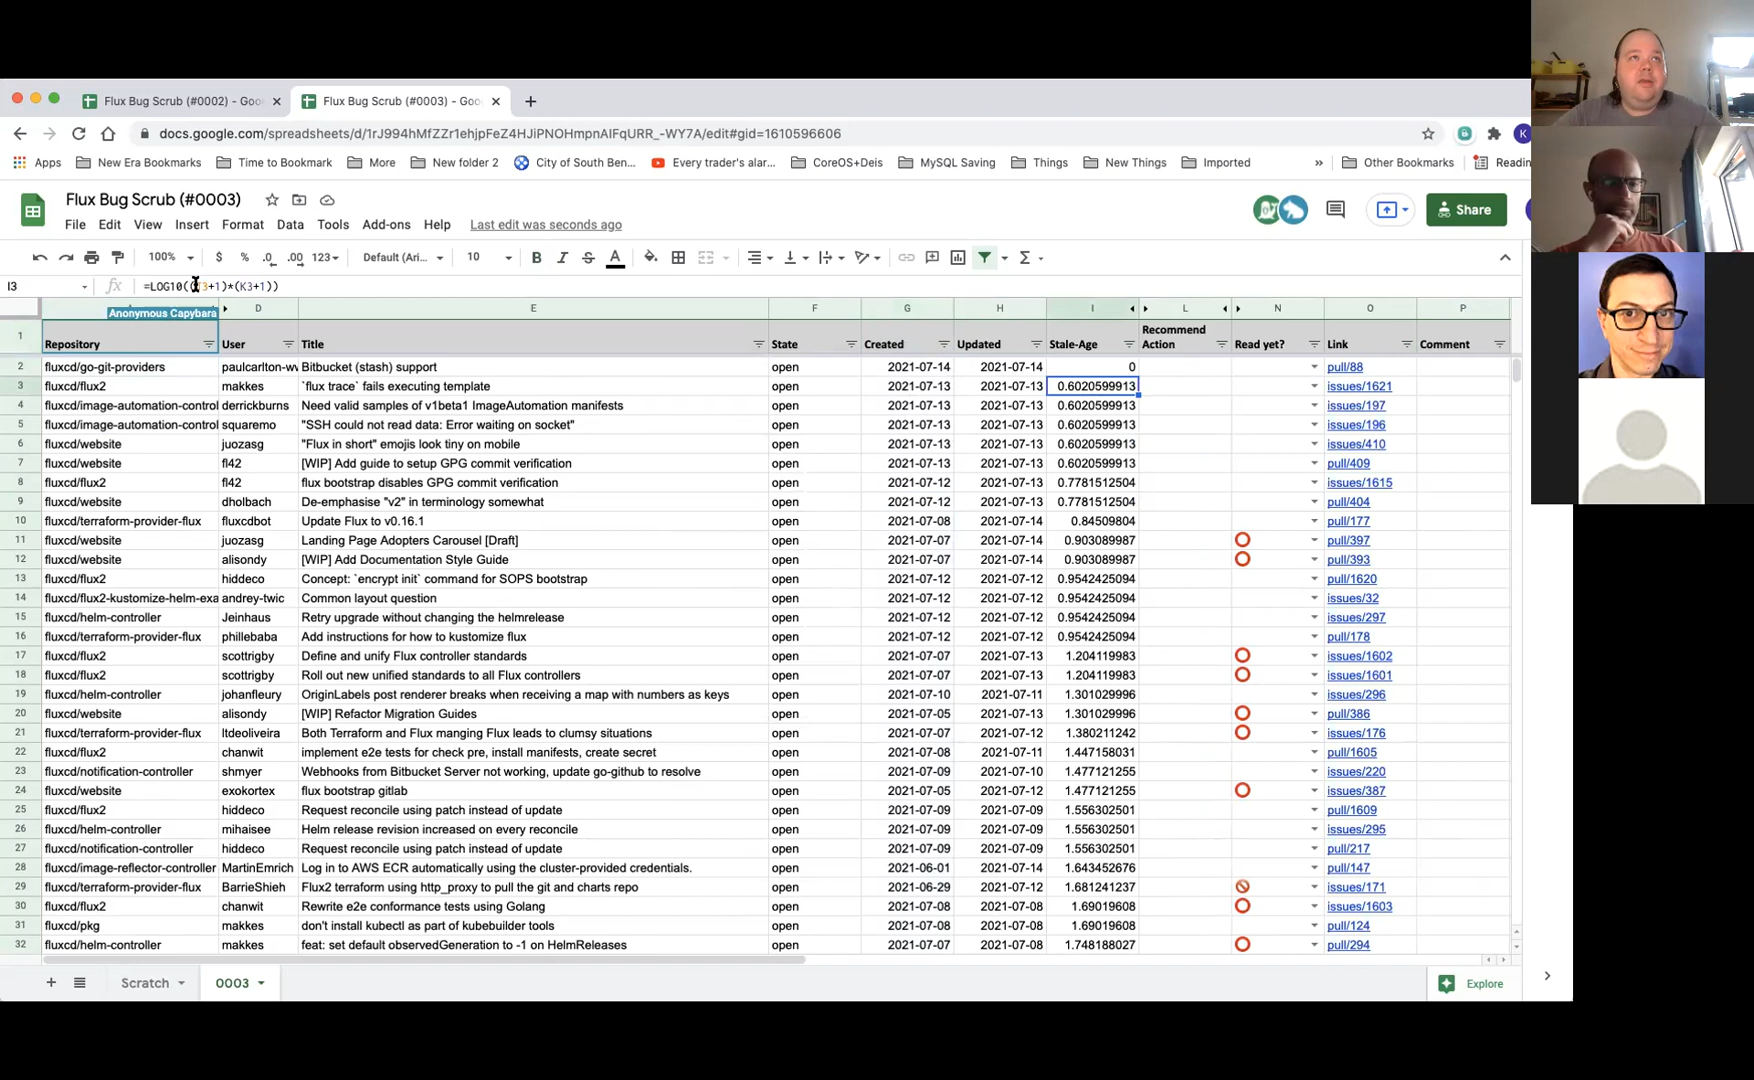 Flux Bug Scrub (#0002) - Goo
Flux Bug Scrub (#0003) - Goo
docs.google.com/spreadsheets/d/1rJ994hMfZZr1ehjpFeZ4HJiPNOHmpnAIFqURR_-WY7A/edit#gid=1610596606
Apps New Era Bookmarks Time to Bookmark More New folder 2 City of South Ben... Every trader's alar... CoreOS+Deis MySQL Saving Things New Things Imported » Other Bookmarks Readin
Flux Bug Scrub (#0003)
Share
File Edit View Insert Format Data Tools Add-ons Help Last edit was seconds ago
100% $ % .0 .00 123 Default (Ari... 10 B I S A Σ
I3 fx =LOG10((J3+1)*(K3+1))
Anonymous Capybara D E F G H I L N O P
1 Repository User Title State Created Updated Stale-Age Recommend Action Read yet? Link Comment
2 fluxcd/go-git-providers paulcarlton-wv Bitbucket (stash) support open 2021-07-14 2021-07-14 0 pull/88
3 fluxcd/flux2 makkes `flux trace` fails executing template open 2021-07-13 2021-07-13 0.6020599913 issues/1621
4 fluxcd/image-automation-control derrickburns Need valid samples of v1beta1 ImageAutomation manifests open 2021-07-13 2021-07-13 0.6020599913 issues/197
5 fluxcd/image-automation-control squaremo "SSH could not read data: Error waiting on socket" open 2021-07-13 2021-07-13 0.6020599913 issues/196
6 fluxcd/website juozasg "Flux in short" emojis look tiny on mobile open 2021-07-13 2021-07-13 0.6020599913 issues/410
7 fluxcd/website fl42 [WIP] Add guide to setup GPG commit verification open 2021-07-13 2021-07-13 0.6020599913 pull/409
8 fluxcd/flux2 fl42 flux bootstrap disables GPG commit verification open 2021-07-12 2021-07-13 0.7781512504 issues/1615
9 fluxcd/website dholbach De-emphasise "v2" in terminology somewhat open 2021-07-12 2021-07-13 0.7781512504 pull/404
10 fluxcd/terraform-provider-flux fluxcdbot Update Flux to v0.16.1 open 2021-07-08 2021-07-14 0.84509804 pull/177
11 fluxcd/website juozasg Landing Page Adopters Carousel [Draft] open 2021-07-07 2021-07-14 0.903089987 pull/397
12 fluxcd/website alisondy [WIP] Add Documentation Style Guide open 2021-07-07 2021-07-14 0.903089987 pull/393
13 fluxcd/flux2 hiddeco Concept: `encrypt init` command for SOPS bootstrap open 2021-07-12 2021-07-12 0.9542425094 pull/1620
14 fluxcd/flux2-kustomize-helm-exa andrey-twic Common layout question open 2021-07-12 2021-07-12 0.9542425094 issues/32
15 fluxcd/helm-controller Jeinhaus Retry upgrade without changing the helmrelease open 2021-07-12 2021-07-12 0.9542425094 issues/297
16 fluxcd/terraform-provider-flux phillebaba Add instructions for how to kustomize flux open 2021-07-12 2021-07-12 0.9542425094 pull/178
17 fluxcd/flux2 scottrigby Define and unify Flux controller standards open 2021-07-07 2021-07-13 1.204119983 issues/1602
18 fluxcd/flux2 scottrigby Roll out new unified standards to all Flux controllers open 2021-07-07 2021-07-13 1.204119983 issues/1601
19 fluxcd/helm-controller johanfleury OriginLabels post renderer breaks when receiving a map with numbers as keys open 2021-07-10 2021-07-11 1.301029996 issues/296
20 fluxcd/website alisondy [WIP] Refactor Migration Guides open 2021-07-05 2021-07-13 1.301029996 pull/386
21 fluxcd/terraform-provider-flux ltdeoliveira Both Terraform and Flux manging Flux leads to clumsy situations open 2021-07-07 2021-07-12 1.380211242 issues/176
22 fluxcd/flux2 chanwit implement e2e tests for check pre, install manifests, create secret open 2021-07-08 2021-07-11 1.447158031 pull/1605
23 fluxcd/notification-controller shmyer Webhooks from Bitbucket Server not working, update go-github to resolve open 2021-07-09 2021-07-10 1.477121255 issues/220
24 fluxcd/website exokortex flux bootstrap gitlab open 2021-07-05 2021-07-12 1.477121255 issues/387
25 fluxcd/flux2 hiddeco Request reconcile using patch instead of update open 2021-07-09 2021-07-09 1.556302501 pull/1609
26 fluxcd/helm-controller mihaisee Helm release revision increased on every reconcile open 2021-07-09 2021-07-09 1.556302501 issues/295
27 fluxcd/notification-controller hiddeco Request reconcile using patch instead of update open 2021-07-09 2021-07-09 1.556302501 pull/217
28 fluxcd/image-reflector-controller MartinEmrich Log in to AWS ECR automatically using the cluster-provided credentials. open 2021-06-01 2021-07-14 1.643452676 pull/147
29 fluxcd/terraform-provider-flux BarrieShieh Flux2 terraform using http_proxy to pull the git and charts repo open 2021-06-29 2021-07-12 1.681241237 issues/171
30 fluxcd/flux2 chanwit Rewrite e2e conformance tests using Golang open 2021-07-08 2021-07-08 1.69019608 issues/1603
31 fluxcd/pkg makkes don't install kubectl as part of kubebuilder tools open 2021-07-08 2021-07-08 1.69019608 pull/124
32 fluxcd/helm-controller makkes feat: set default observedGeneration to -1 on HelmReleases open 2021-07-07 2021-07-08 1.748188027 pull/294
Scratch 0003 Explore